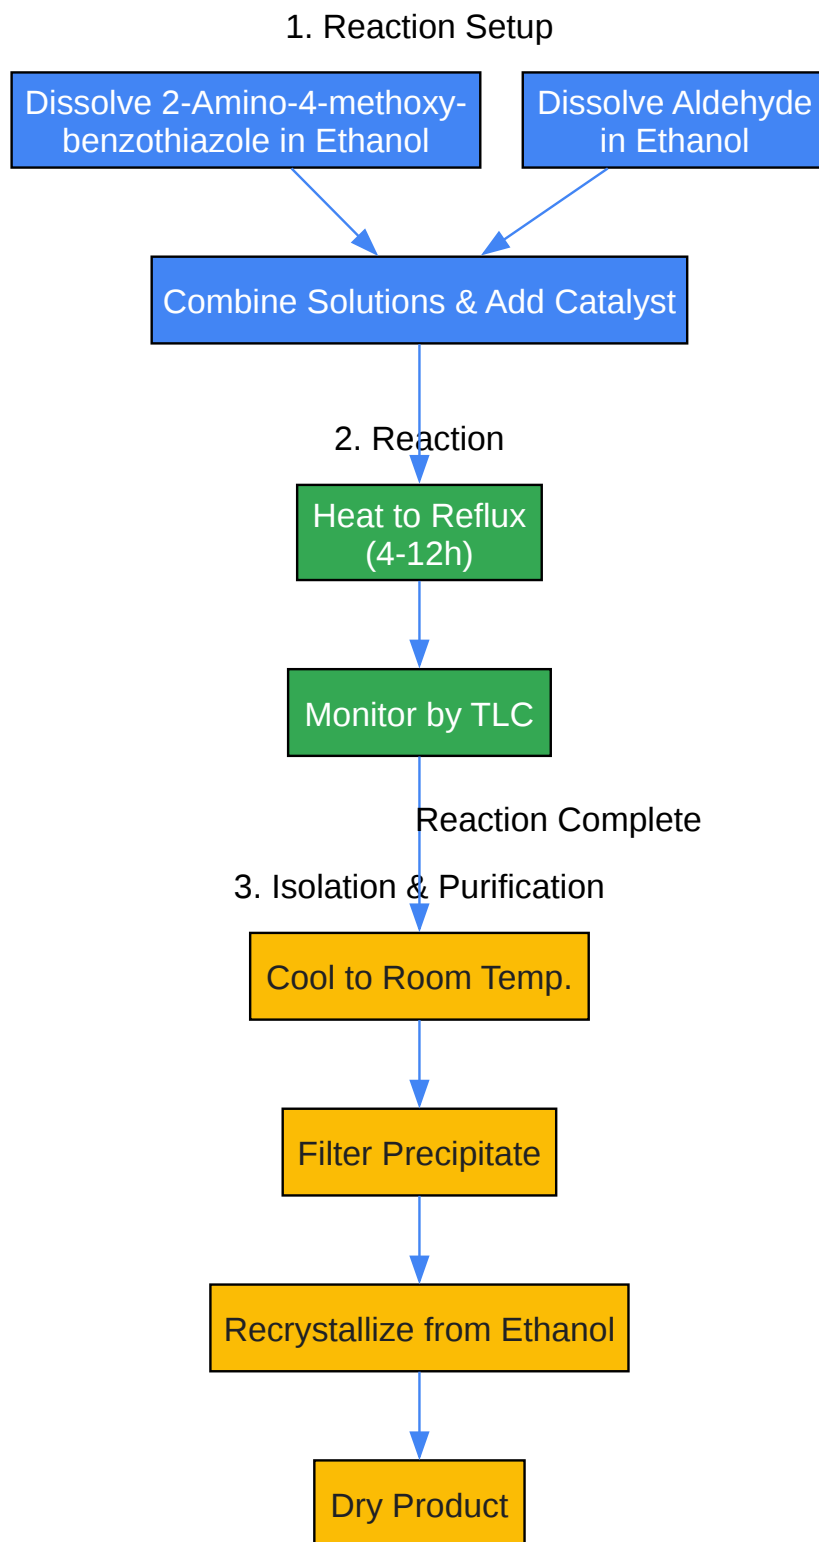 1. Reaction Setup
Dissolve 2-Amino-4-methoxy-
benzothiazole in Ethanol
Dissolve Aldehyde
in Ethanol
Combine Solutions & Add Catalyst
2. Reaction
Heat to Reflux
(4-12h)
Monitor by TLC
Reaction Complete
3. Isolation & Purification
Cool to Room Temp.
Filter Precipitate
Recrystallize from Ethanol
Dry Product